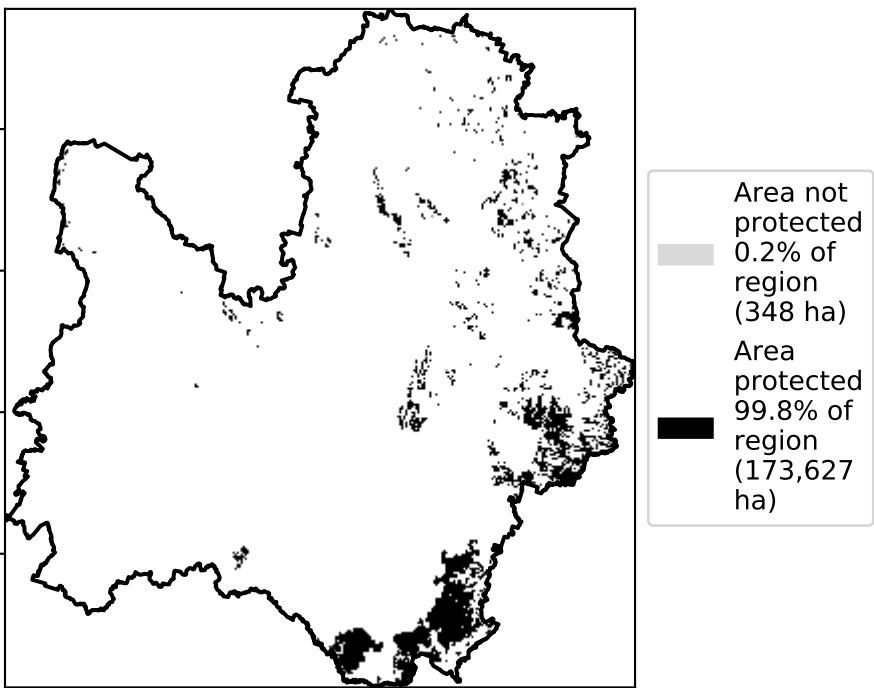 Area not
protected
0.2% of
region
(348 ha)
Area
protected
99.8% of
region
(173,627
ha)